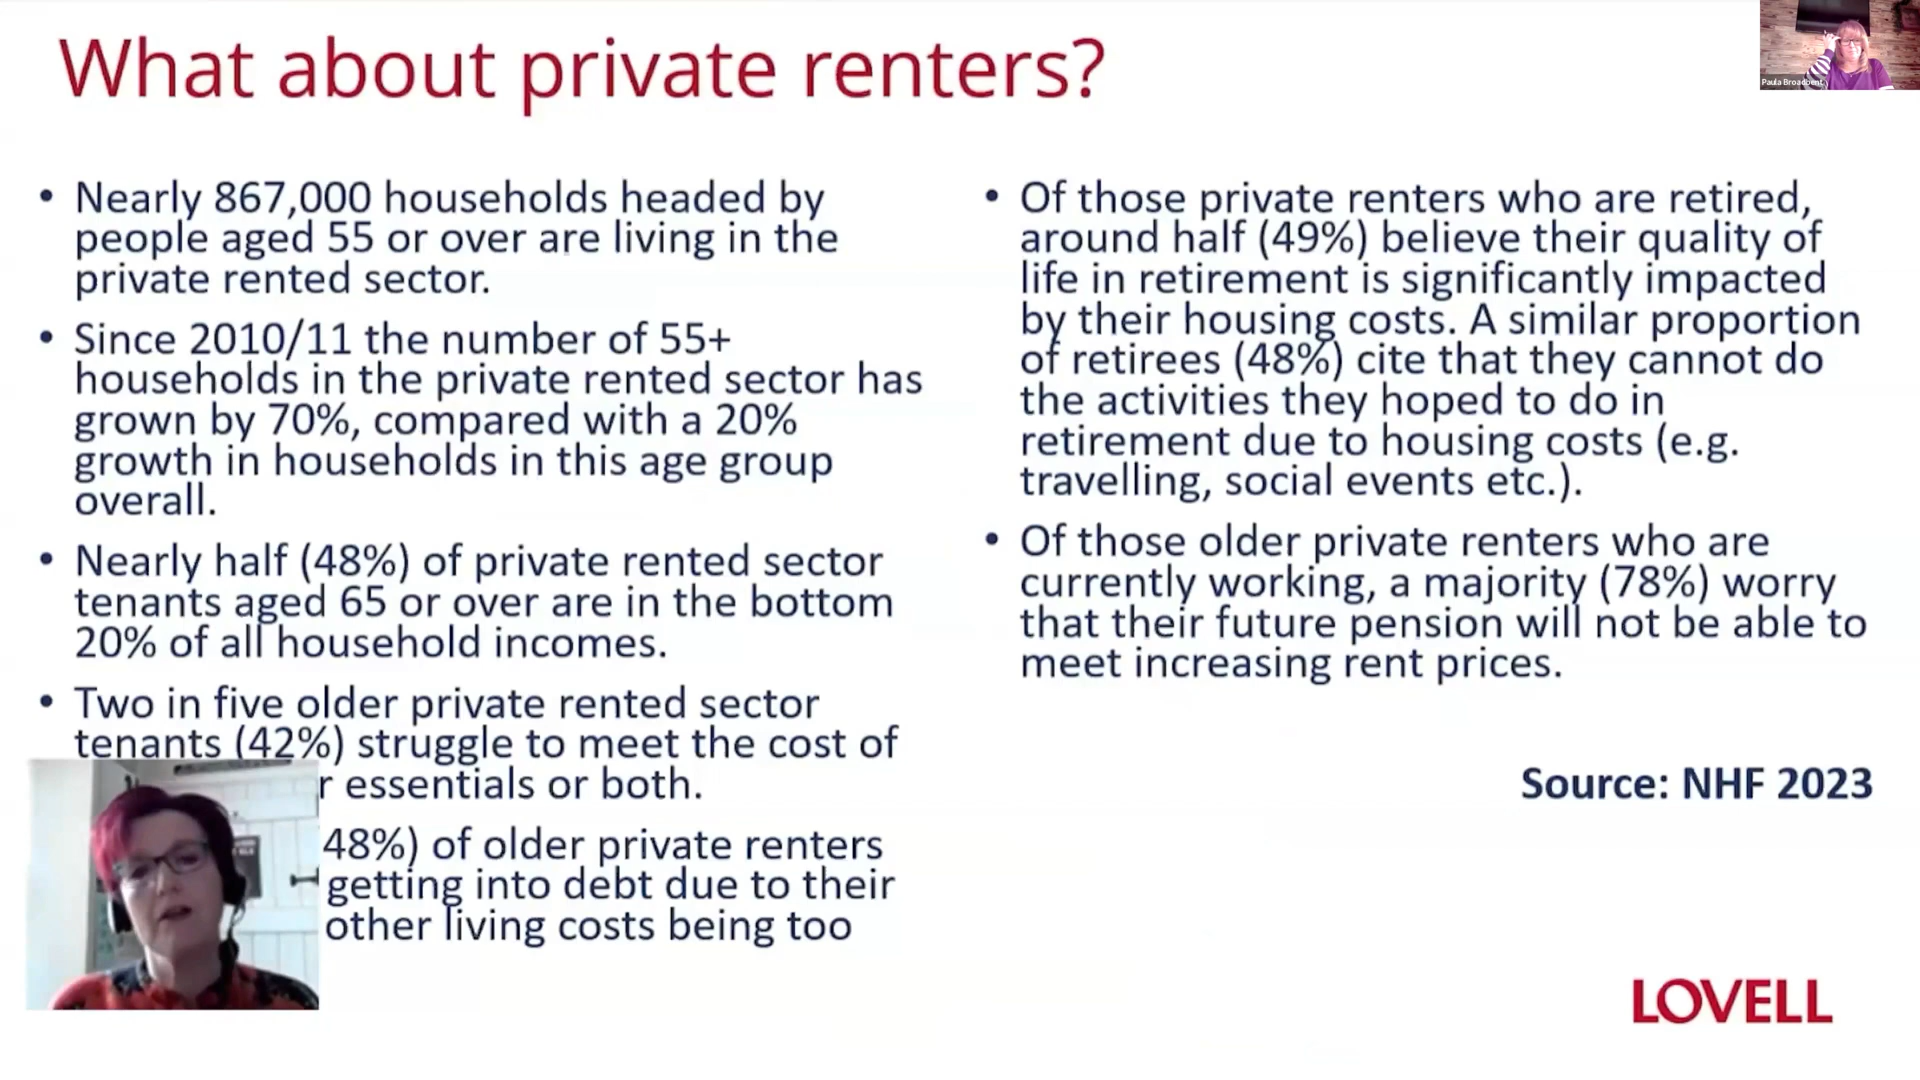 What about private renters?
Paula Broadbent
• Nearly 867,000 households headed by
people aged 55 or over are living in the
private rented sector.
• Since 2010/11 the number of 55+
households in the private rented sector has
grown by 70%, compared with a 20%
growth in households in this age group
overall.
• Nearly half (48%) of private rented sector
tenants aged 65 or over are in the bottom
20% of all household incomes.
• Two in five older private rented sector
tenants (42%) struggle to meet the cost of
r essentials or both.
48%) of older private renters
getting into debt due to their
other living costs being too
• Of those private renters who are retired,
around half (49%) believe their quality of
life in retirement is significantly impacted
by their housing costs. A similar proportion
of retirees (48%) cite that they cannot do
the activities they hoped to do in
retirement due to housing costs (e.g.
travelling, social events etc.).
• Of those older private renters who are
currently working, a majority (78%) worry
that their future pension will not be able to
meet increasing rent prices.
Source: NHF 2023
LOVELL